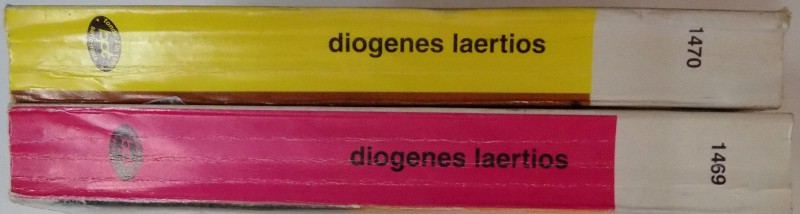 diogenes laertios
1470
diogenes laertios
1469